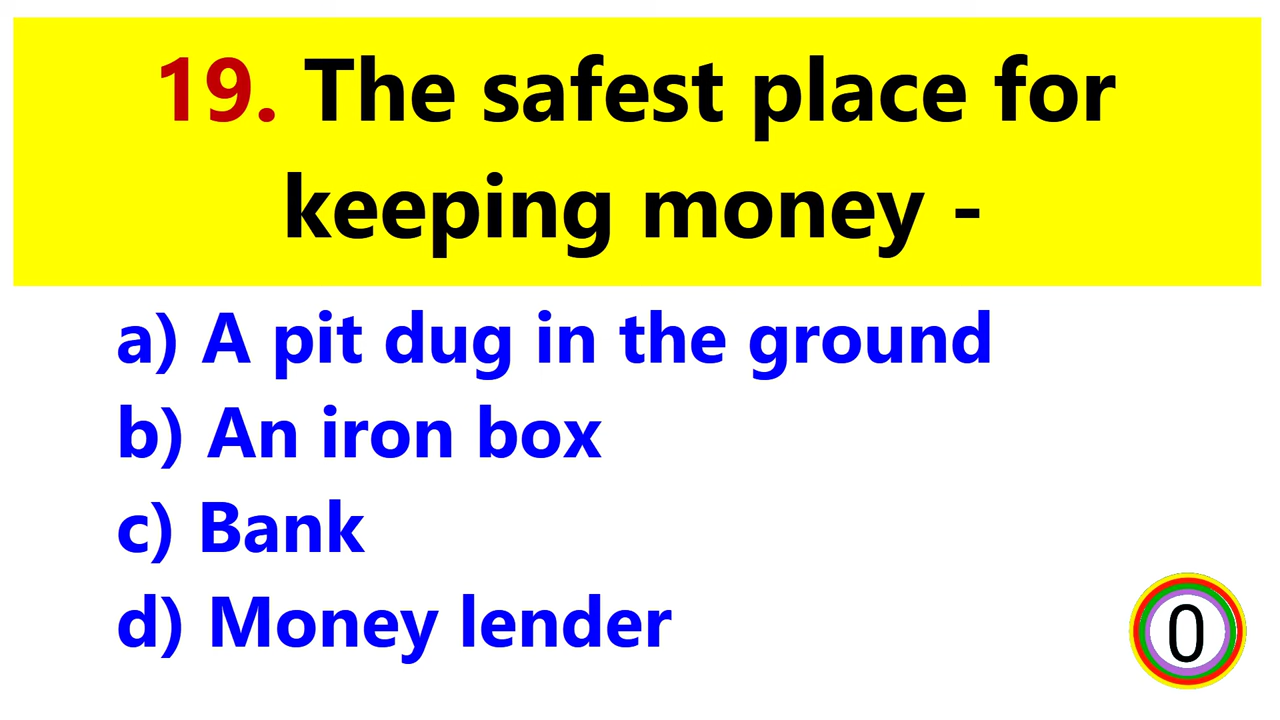 19. The safest place for
keeping money -
a) A pit dug in the ground
b) An iron box
c) Bank
d) Money lender
0